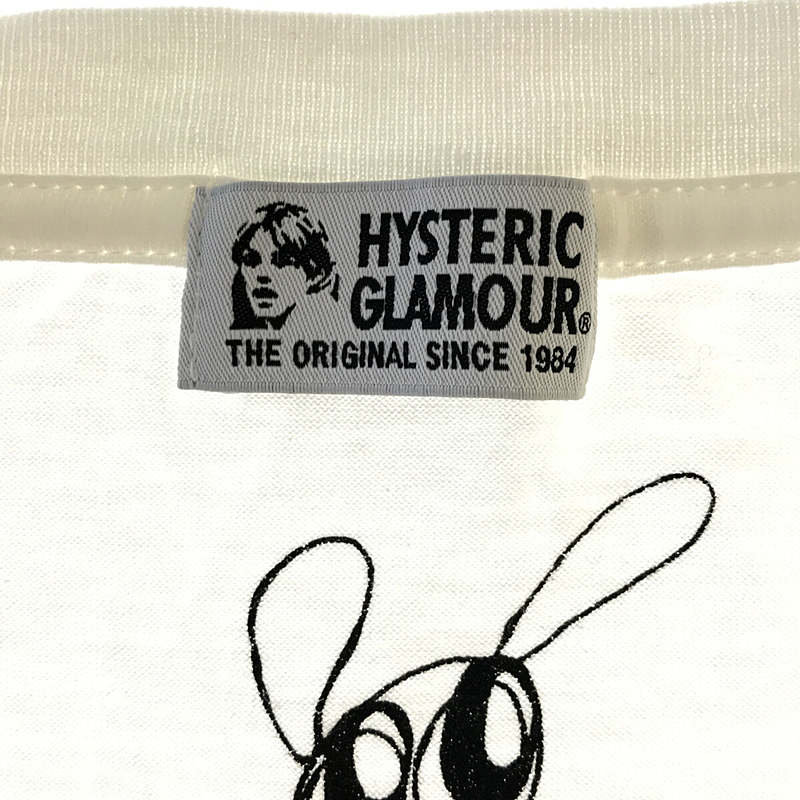 HYSTERIC
GLAMOUR®
THE ORIGINAL SINCE 1984